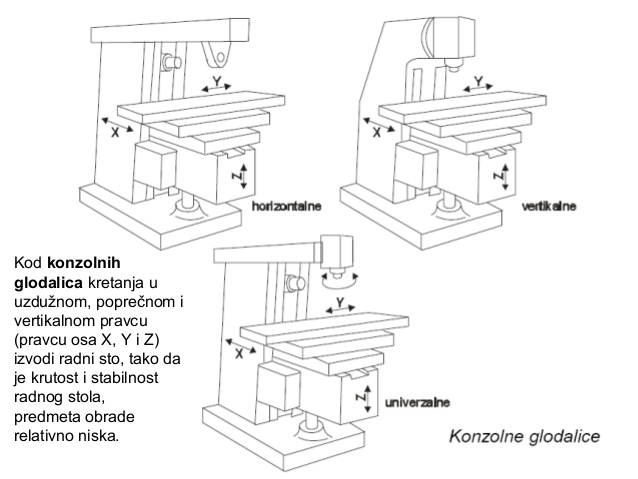 Y
X
Z
horizontalne
Y
X
Z
vertikalne
Kod konzolnih
glodalica kretanja u
uzdužnom, poprečnom i
vertikalnom pravcu
(pravcu osa X, Y i Z)
izvodi radni sto, tako da
je krutost i stabilnost
radnog stola,
predmeta obrade
relativno niska.
Y
X
Z
univerzalne
Konzolne glodalice